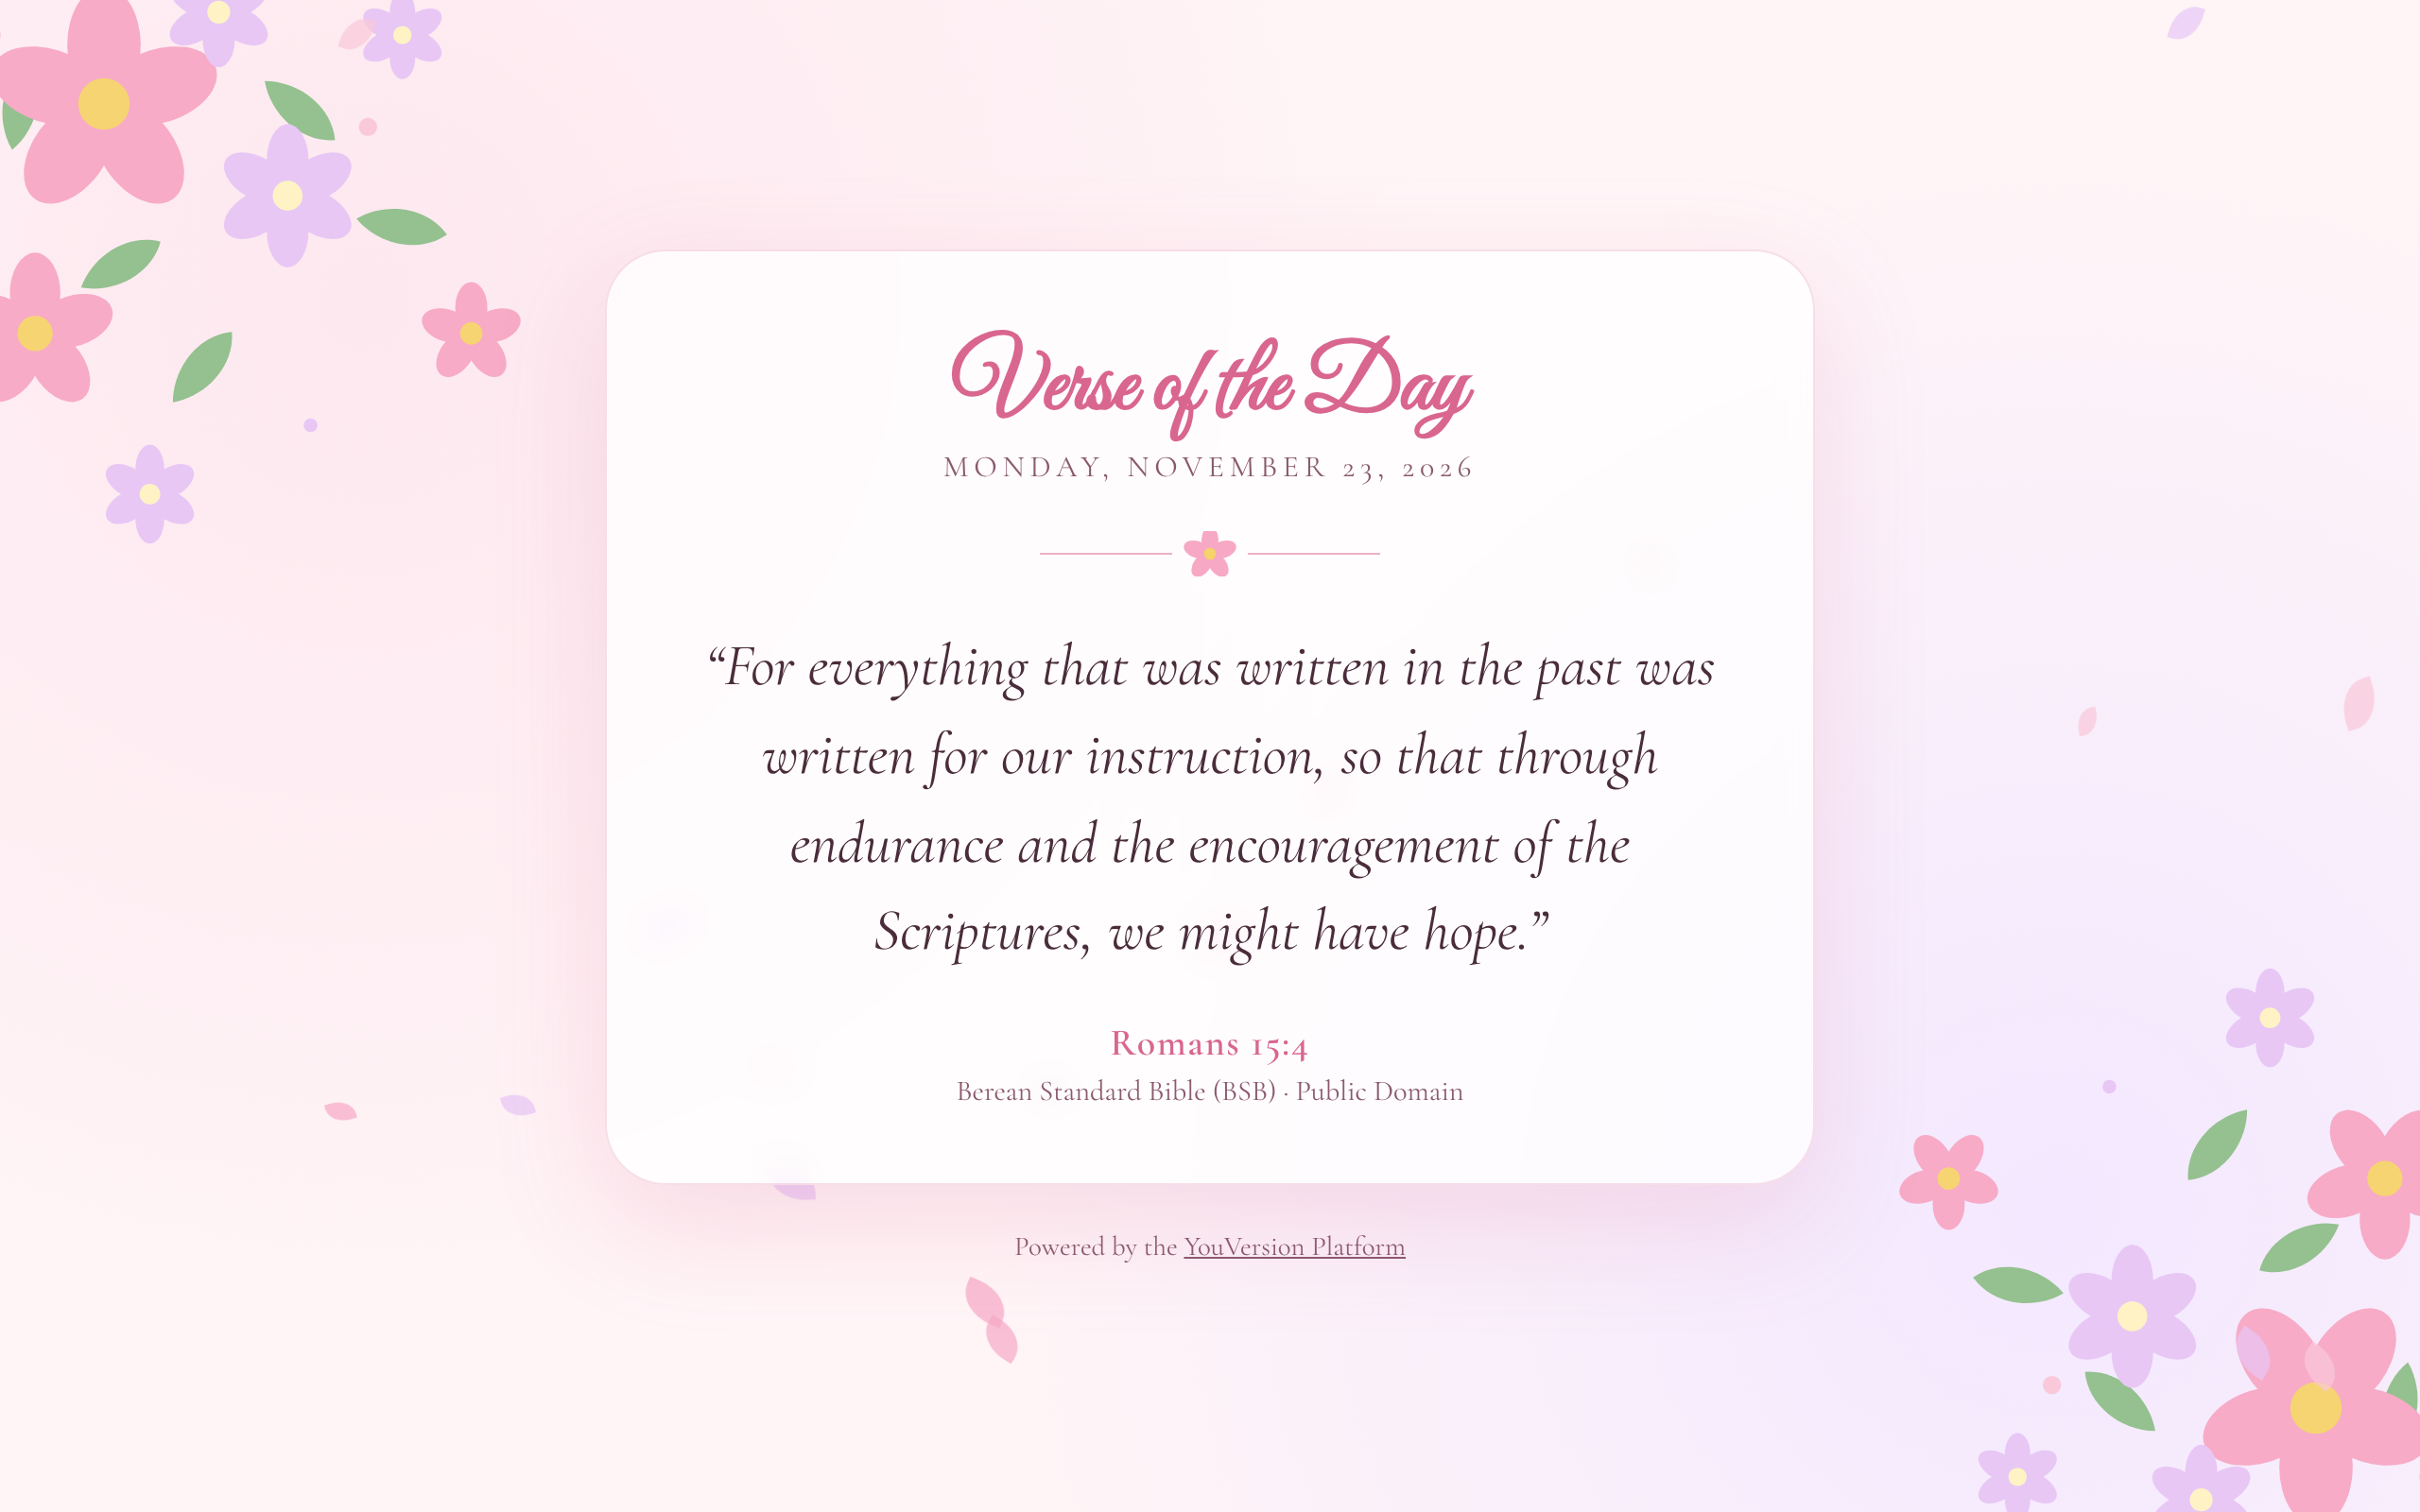 Verse of the Day
MONDAY, NOVEMBER 23, 2026
“For everything that was written in the past was
written for our instruction, so that through
endurance and the encouragement of the
Scriptures, we might have hope.”
Romans 15:4
Berean Standard Bible (BSB) · Public Domain
Powered by the YouVersion Platform